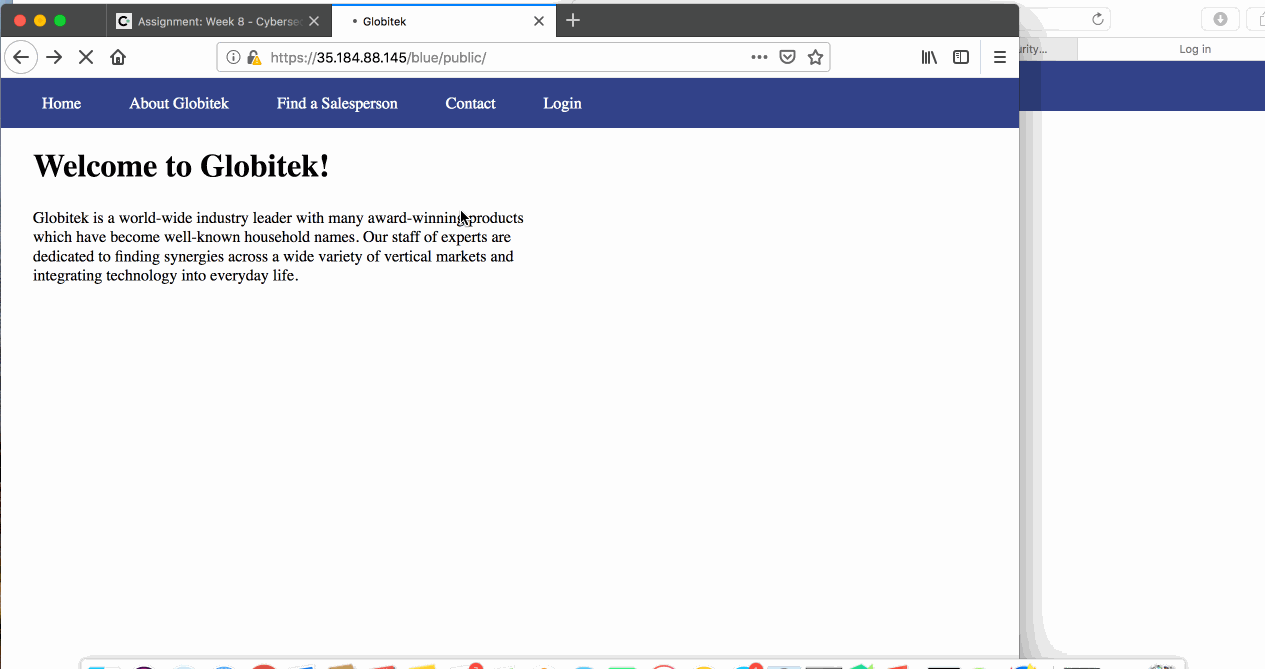 Assignment: Week 8 - Cyberse
Globitek
https://35.184.88.145/blue/public/
urity...
Log in
Home About Globitek Find a Salesperson Contact Login
Welcome to Globitek!
Globitek is a world-wide industry leader with many award-winning products
which have become well-known household names. Our staff of experts are
dedicated to finding synergies across a wide variety of vertical markets and
integrating technology into everyday life.